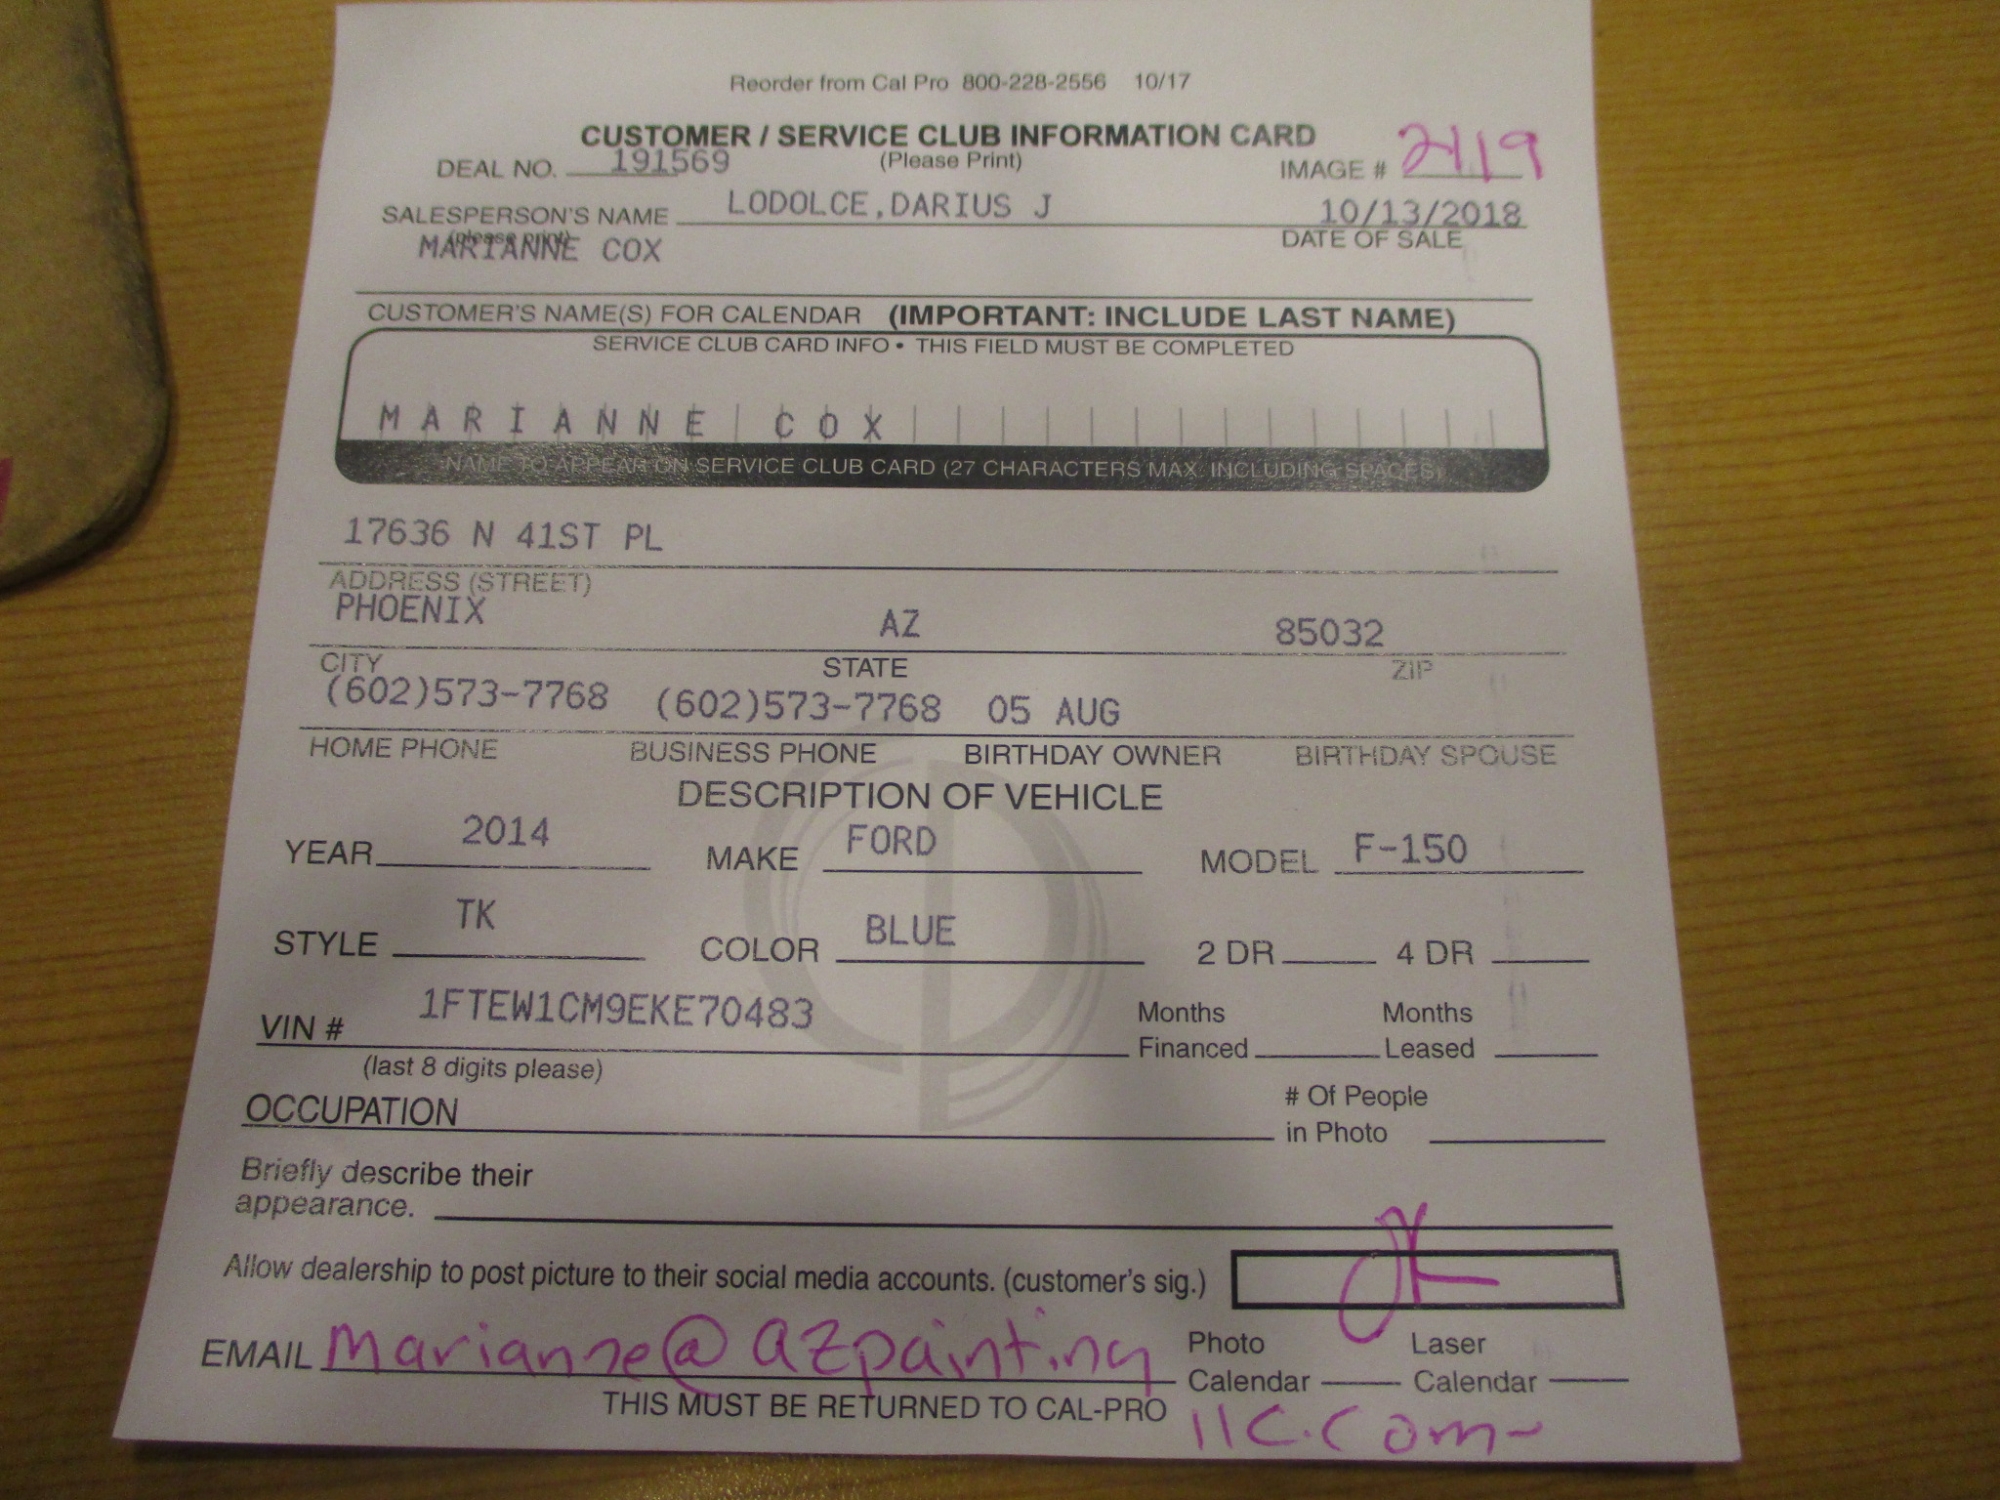 Reorder from Cal Pro 800-228-2556 10/17
CUSTOMER / SERVICE CLUB INFORMATION CARD
DEAL NO. 191569 (Please Print) IMAGE # 2119
SALESPERSON'S NAME LODOLCE,DARIUS J 10/13/2018
(please print) DATE OF SALE
MARIANNE COX
CUSTOMER'S NAME(S) FOR CALENDAR (IMPORTANT: INCLUDE LAST NAME)
SERVICE CLUB CARD INFO • THIS FIELD MUST BE COMPLETED
MARIANNE COX
NAME TO APPEAR ON SERVICE CLUB CARD (27 CHARACTERS MAX. INCLUDING SPACES)
17636 N 41ST PL
ADDRESS (STREET)
PHOENIX AZ 85032
CITY STATE ZIP
(602)573-7768 (602)573-7768 05 AUG
HOME PHONE BUSINESS PHONE BIRTHDAY OWNER BIRTHDAY SPOUSE
DESCRIPTION OF VEHICLE
YEAR 2014 MAKE FORD MODEL F-150
STYLE TK COLOR BLUE 2 DR 4 DR
VIN # 1FTEW1CM9EKE70483 Months Financed Months Leased
(last 8 digits please)
OCCUPATION # Of People in Photo
Briefly describe their
appearance.
Allow dealership to post picture to their social media accounts. (customer's sig.)
EMAIL Marianne@azpainting Photo Calendar Laser Calendar
THIS MUST BE RETURNED TO CAL-PRO llc.com